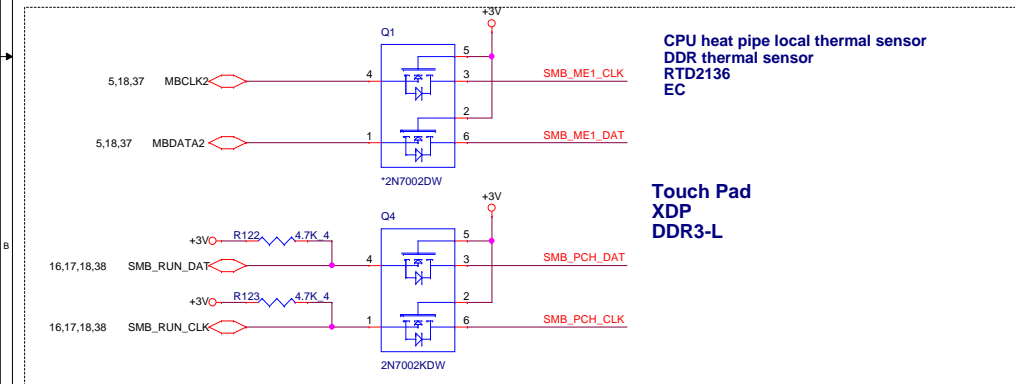 +3V
Q1
CPU heat pipe local thermal sensor
DDR thermal sensor
RTD2136
EC
5
5,18,37 MBCLK2 4 3 SMB_ME1_CLK
2
5,18,37 MBDATA2 1 6 SMB_ME1_DAT
*2N7002DW
+3V
Touch Pad
XDP
DDR3-L
Q4
+3V R122 4.7K_4 5
16,17,18,38 SMB_RUN_DAT 4 3 SMB_PCH_DAT
+3V R123 4.7K_4 2
16,17,18,38 SMB_RUN_CLK 1 6 SMB_PCH_CLK
2N7002KDW
B